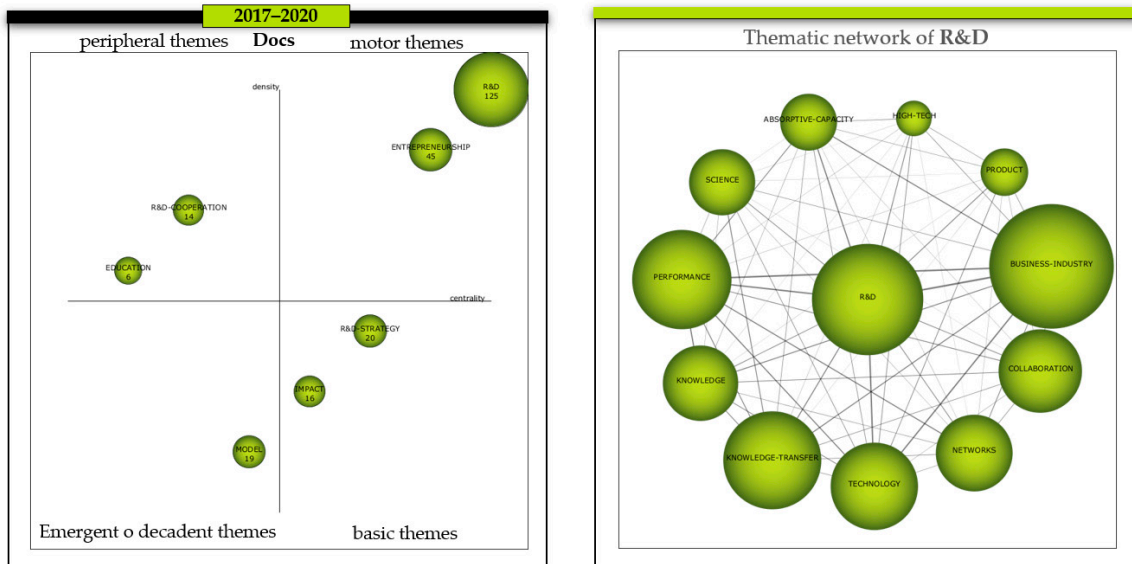 2017–2020
peripheral themes Docs motor themes
density
R&D
125
ENTREPRENEURSHIP
45
R&D-COOPERATION
14
EDUCATION
6
centrality
R&D-STRATEGY
20
IMPACT
16
MODEL
19
Emergent o decadent themes basic themes
Thematic network of R&D
ABSORPTIVE-CAPACITY
HIGH-TECH
PRODUCT
SCIENCE
BUSINESS-INDUSTRY
PERFORMANCE
R&D
COLLABORATION
KNOWLEDGE
NETWORKS
KNOWLEDGE-TRANSFER
TECHNOLOGY